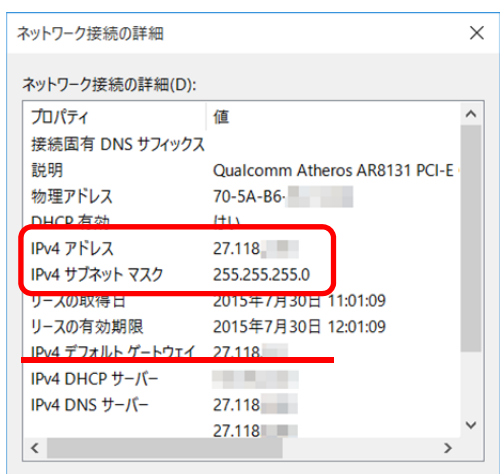 ネットワーク接続の詳細
ネットワーク接続の詳細(D):
プロパティ 値
接続固有 DNS サフィックス
説明 Qualcomm Atheros AR8131 PCI-E
物理アドレス 70-5A-B6-
DHCP 有効 はい
IPv4 アドレス 27.118.
IPv4 サブネット マスク 255.255.255.0
リースの取得日 2015年7月30日 11:01:09
リースの有効期限 2015年7月30日 12:01:09
IPv4 デフォルト ゲートウェイ 27.118.
IPv4 DHCP サーバー
IPv4 DNS サーバー 27.118
27.118